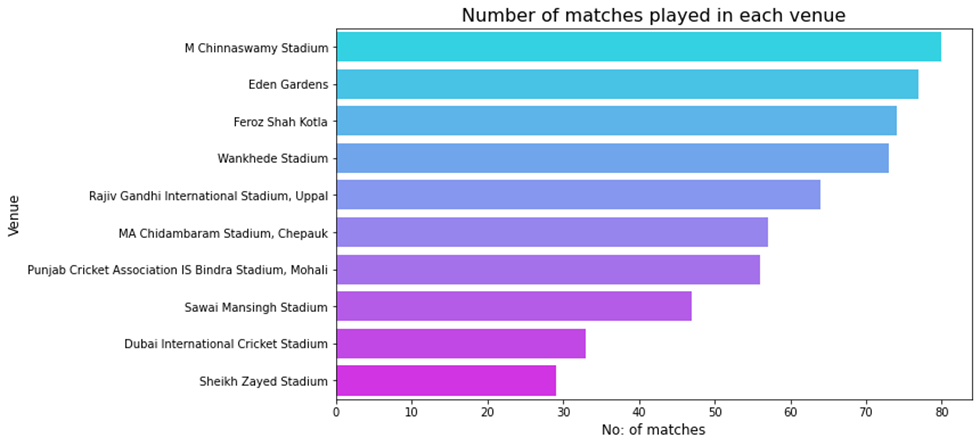 Number of matches played in each venue
M Chinnaswamy Stadium
Eden Gardens
Feroz Shah Kotla
Wankhede Stadium
Rajiv Gandhi International Stadium, Uppal
MA Chidambaram Stadium, Chepauk
Punjab Cricket Association IS Bindra Stadium, Mohali
Sawai Mansingh Stadium
Dubai International Cricket Stadium
Sheikh Zayed Stadium
Venue
0 10 20 30 40 50 60 70 80
No: of matches